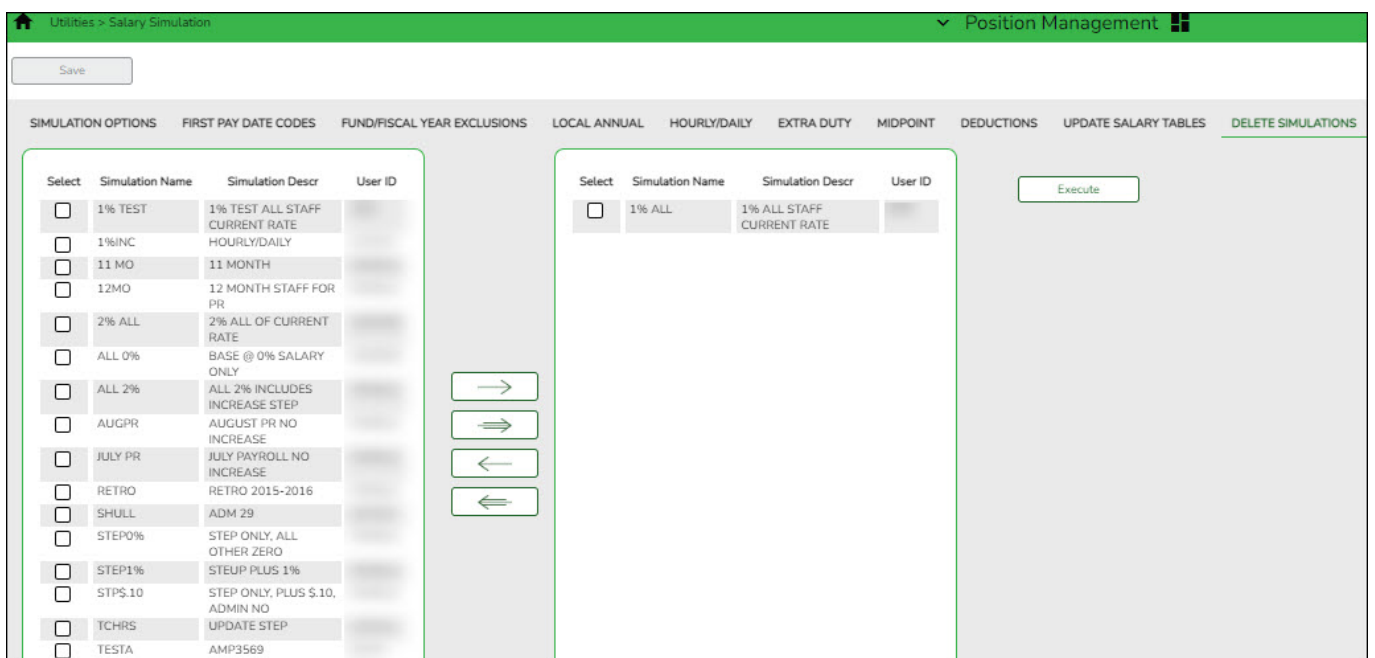 Utilities > Salary Simulation
Position Management
Save
SIMULATION OPTIONS FIRST PAY DATE CODES FUND/FISCAL YEAR EXCLUSIONS LOCAL ANNUAL HOURLY/DAILY EXTRA DUTY MIDPOINT DEDUCTIONS UPDATE SALARY TABLES DELETE SIMULATIONS
Select Simulation Name Simulation Descr User ID
1% TEST 1% TEST ALL STAFF
CURRENT RATE
1%INC HOURLY/DAILY
11 MO 11 MONTH
12MO 12 MONTH STAFF FOR
PR
2% ALL 2% ALL OF CURRENT
RATE
ALL 0% BASE @ 0% SALARY
ONLY
ALL 2% ALL 2% INCLUDES
INCREASE STEP
AUGPR AUGUST PR NO
INCREASE
JULY PR JULY PAYROLL NO
INCREASE
RETRO RETRO 2015-2016
SHULL ADM 29
STEP0% STEP ONLY, ALL
OTHER ZERO
STEP1% STEUP PLUS 1%
STP$.10 STEP ONLY, PLUS $.10,
ADMIN NO
TCHRS UPDATE STEP
TESTA AMP3569
Select Simulation Name Simulation Descr User ID
1% ALL 1% ALL STAFF
CURRENT RATE
Execute